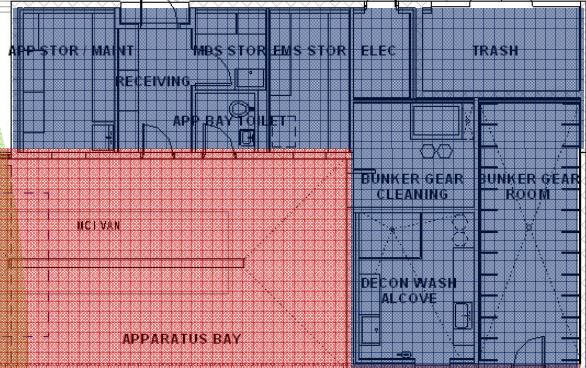 APP STOR / MAINT
MDS STOR
EMS STOR
ELEC
TRASH
RECEIVING
APP BAY TOILET
BUNKER GEAR
CLEANING
BUNKER GEAR
ROOM
MCI VAN
DECON WASH
ALCOVE
APPARATUS BAY